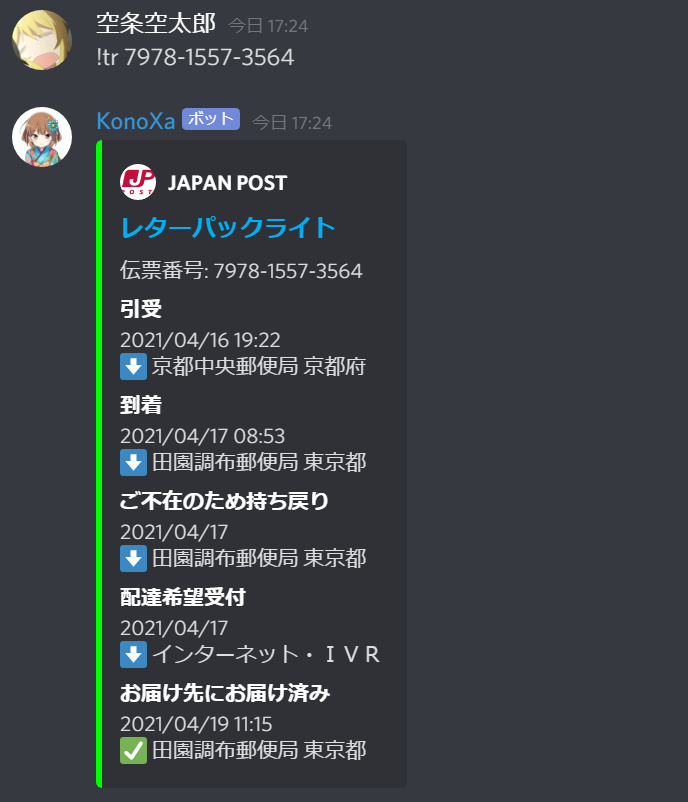 空条空太郎 今日 17:24
!tr 7978-1557-3564
KonoXa ボット 今日 17:24
JP POST JAPAN POST
レターパックライト
伝票番号: 7978-1557-3564
引受
2021/04/16 19:22
⬇ 京都中央郵便局 京都府
到着
2021/04/17 08:53
⬇ 田園調布郵便局 東京都
ご不在のため持ち戻り
2021/04/17
⬇ 田園調布郵便局 東京都
配達希望受付
2021/04/17
⬇ インターネット・ＩＶＲ
お届け先にお届け済み
2021/04/19 11:15
✅ 田園調布郵便局 東京都